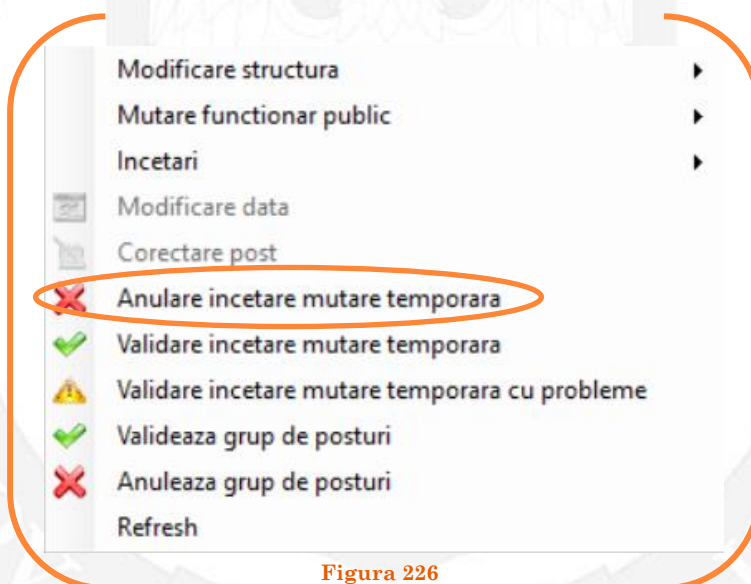 Modificare structura
Mutare functionar public
Incetari
Modificare data
Corectare post
Anulare incetare mutare temporara
Validare incetare mutare temporara
Validare incetare mutare temporara cu probleme
Valideaza grup de posturi
Anuleaza grup de posturi
Refresh
Figura 226